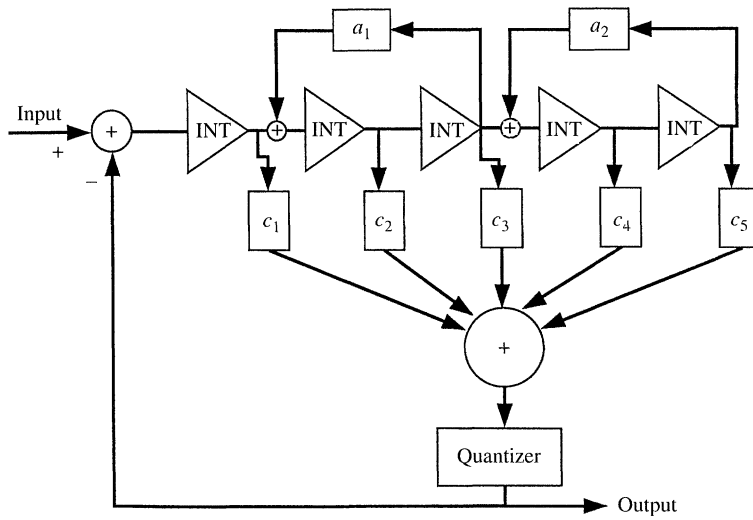 a₁
a₂
Input
+
+
−
INT
+
INT
INT
+
INT
INT
c₁
c₂
c₃
c₄
c₅
+
Quantizer
Output